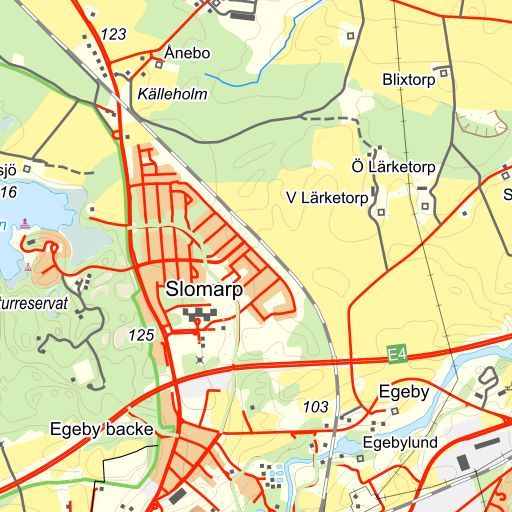 123
Ånebo
Blixtorp
Källeholm
sjö
Ö Lärketorp
16
V Lärketorp
S
n
Slomarp
turreservat
125
E4
Egeby
103
Egeby backe
Egebylund